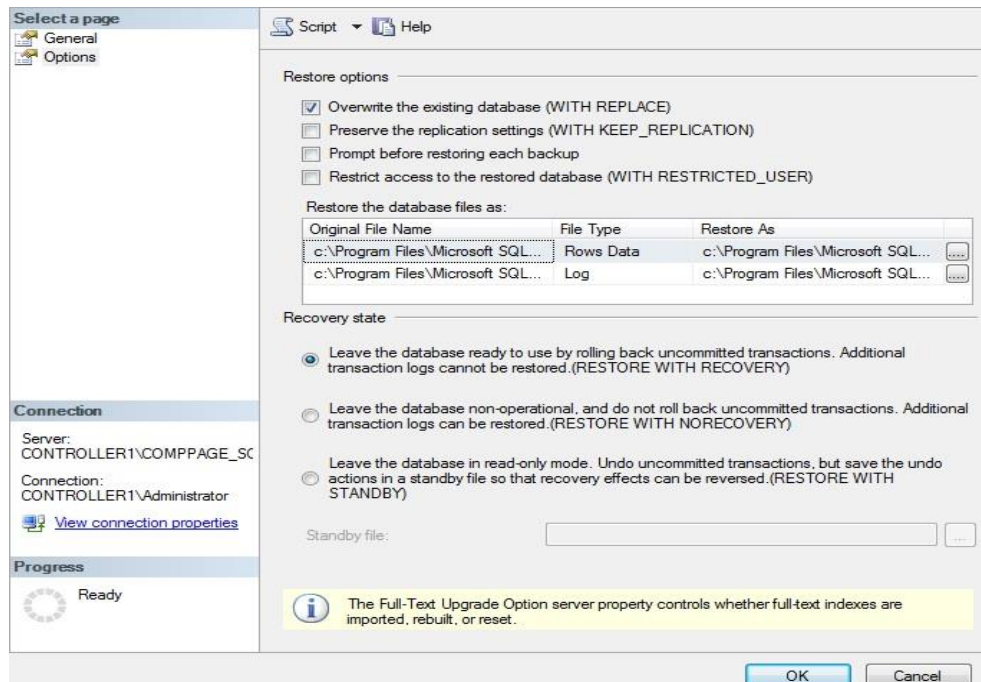 Select a page
General
Options
Script
Help
Restore options
Overwrite the existing database (WITH REPLACE)
Preserve the replication settings (WITH KEEP_REPLICATION)
Prompt before restoring each backup
Restrict access to the restored database (WITH RESTRICTED_USER)
Restore the database files as:
Original File Name File Type Restore As
c:\Program Files\Microsoft SQL... Rows Data c:\Program Files\Microsoft SQL... ...
c:\Program Files\Microsoft SQL... Log c:\Program Files\Microsoft SQL... ...
Recovery state
Leave the database ready to use by rolling back uncommitted transactions. Additional
transaction logs cannot be restored.(RESTORE WITH RECOVERY)
Leave the database non-operational, and do not roll back uncommitted transactions. Additional
transaction logs can be restored.(RESTORE WITH NORECOVERY)
Leave the database in read-only mode. Undo uncommitted transactions, but save the undo
actions in a standby file so that recovery effects can be reversed.(RESTORE WITH
STANDBY)
Standby file: ...
The Full-Text Upgrade Option server property controls whether full-text indexes are
imported, rebuilt, or reset.
Connection
Server:
CONTROLLER1\COMPPAGE_SC
Connection:
CONTROLLER1\Administrator
View connection properties
Progress
Ready
OK Cancel